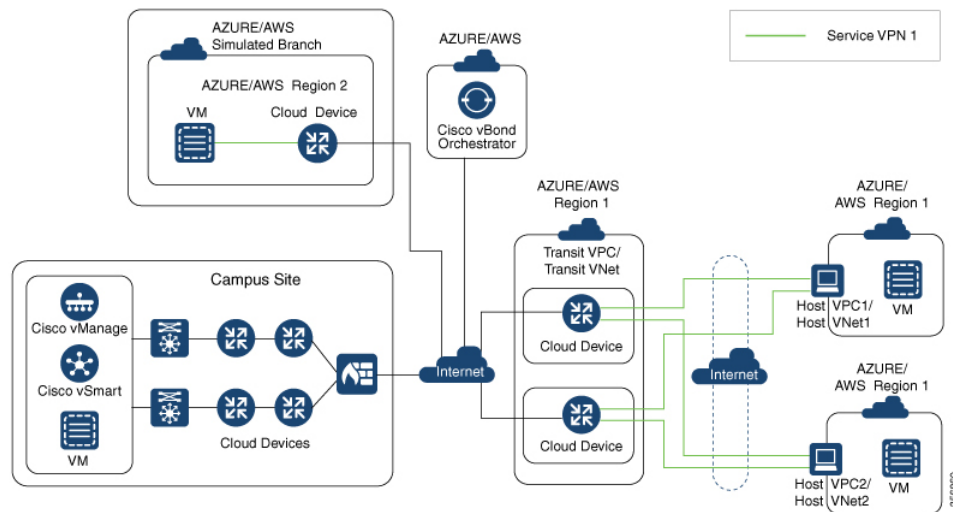 AZURE/AWS
Simulated Branch
AZURE/AWS Region 2
VM
Cloud Device
AZURE/AWS
Cisco vBond
Orchestrator
Service VPN 1
AZURE/AWS
Region 1
Transit VPC/
Transit VNet
Cloud Device
Cloud Device
Campus Site
Cisco vManage
Cisco vSmart
VM
Cloud Devices
Internet
Internet
AZURE/
AWS Region 1
Host VPC1/
Host VNet1
VM
AZURE/
AWS Region 1
Host VPC2/
Host VNet2
VM